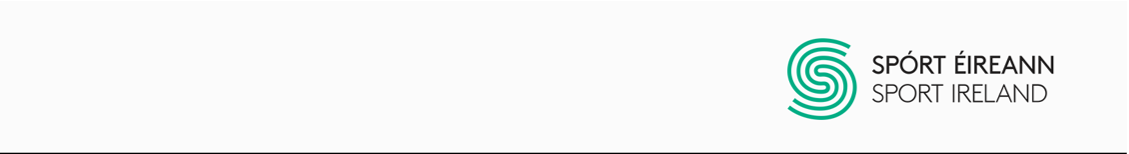 SPÓRT ÉIREANN
SPORT IRELAND